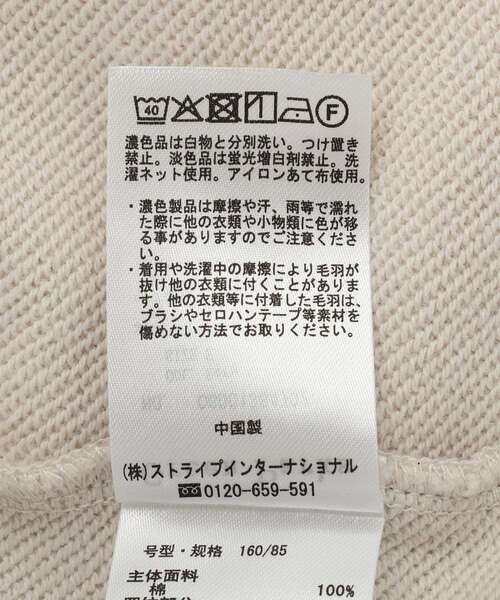 40 F
濃色品は白物と分別洗い。つけ置き
禁止。淡色品は蛍光増白剤禁止。洗
濯ネット使用。アイロンあて布使用。
・濃色製品は摩擦や汗、雨等で濡れ
た際に他の衣類や小物類に色が移
る事がありますのでご注意くださ
い。
・着用や洗濯中の摩擦により毛羽が
抜け他の衣類に付くことがありま
す。他の衣類等に付着した毛羽は、
ブラシやセロハンテープ等素材を
傷めない方法でお取りください。
中国製
(株)ストライプインターナショナル
0120-659-591
号型・规格 160/85
主体面料
棉 100%